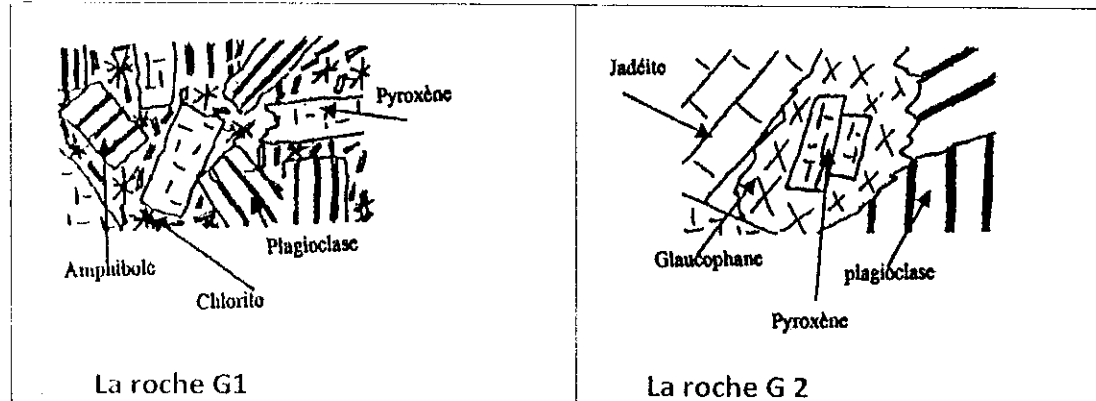 Pyroxène
Plagioclase
Amphibole
Chlorite
La roche G1
Jadéite
Glaucophane
plagioclase
Pyroxène
La roche G 2